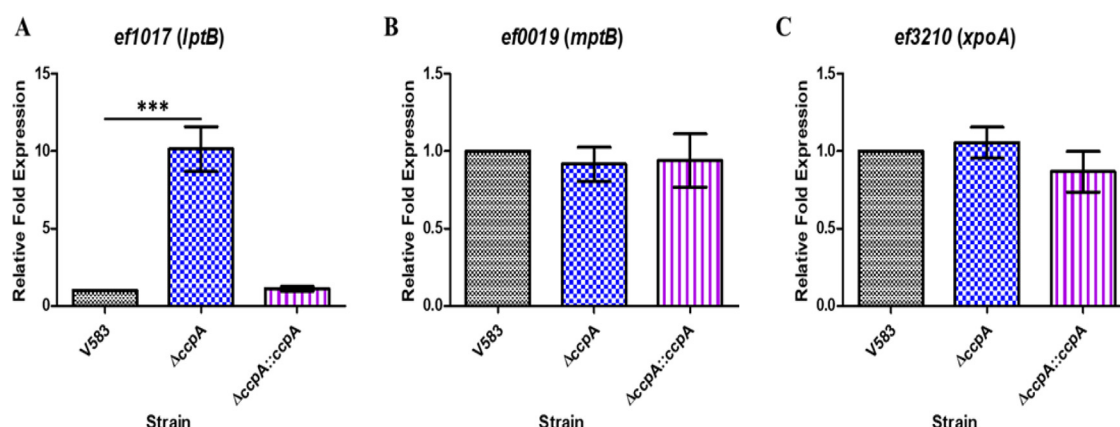 A
ef1017 (lptB)
Relative Fold Expression
15
10
5
0
***
V583
ΔccpA
ΔccpA::ccpA
Strain
B
ef0019 (mptB)
Relative Fold Expression
1.5
1.0
0.5
0.0
V583
ΔccpA
ΔccpA::ccpA
Strain
C
ef3210 (xpoA)
Relative Fold Expression
1.5
1.0
0.5
0.0
V583
ΔccpA
ΔccpA::ccpA
Strain